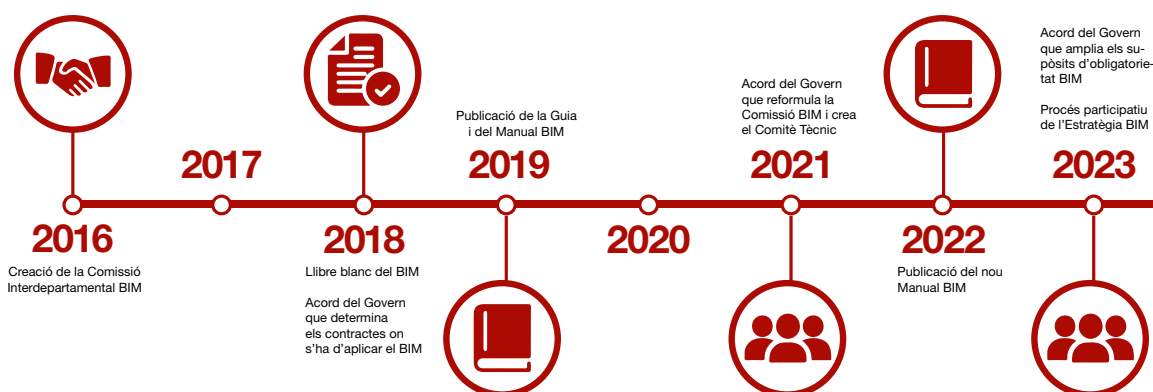 2016
Creació de la Comissió
Interdepartamental BIM
2017
2018
Llibre blanc del BIM
Acord del Govern
que determina
els contractes on
s'ha d'aplicar el BIM
Publicació de la Guia
i del Manual BIM
2019
2020
Acord del Govern
que reformula la
Comissió BIM i crea
el Comitè Tècnic
2021
2022
Publicació del nou
Manual BIM
Acord del Govern
que amplia els su-
pòsits d'obligatorie-
tat BIM
Procés participatiu
de l'Estratègia BIM
2023